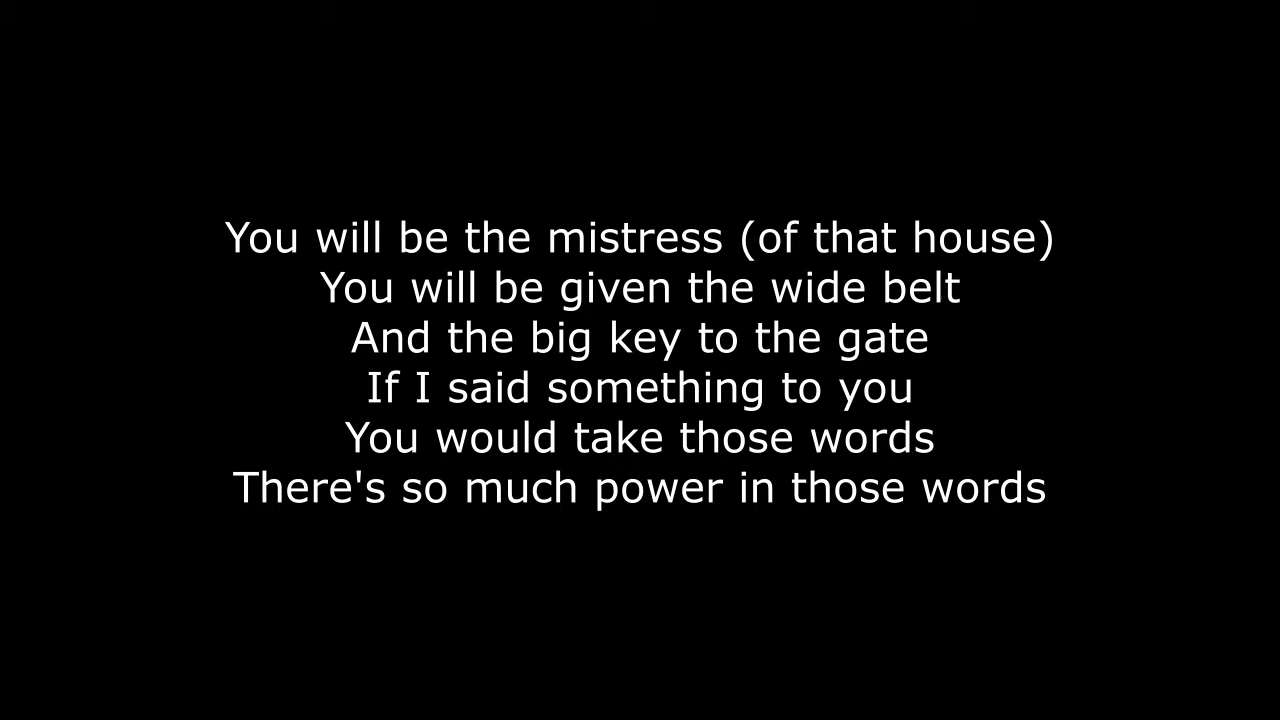 You will be the mistress (of that house)
You will be given the wide belt
And the big key to the gate
If I said something to you
You would take those words
There's so much power in those words